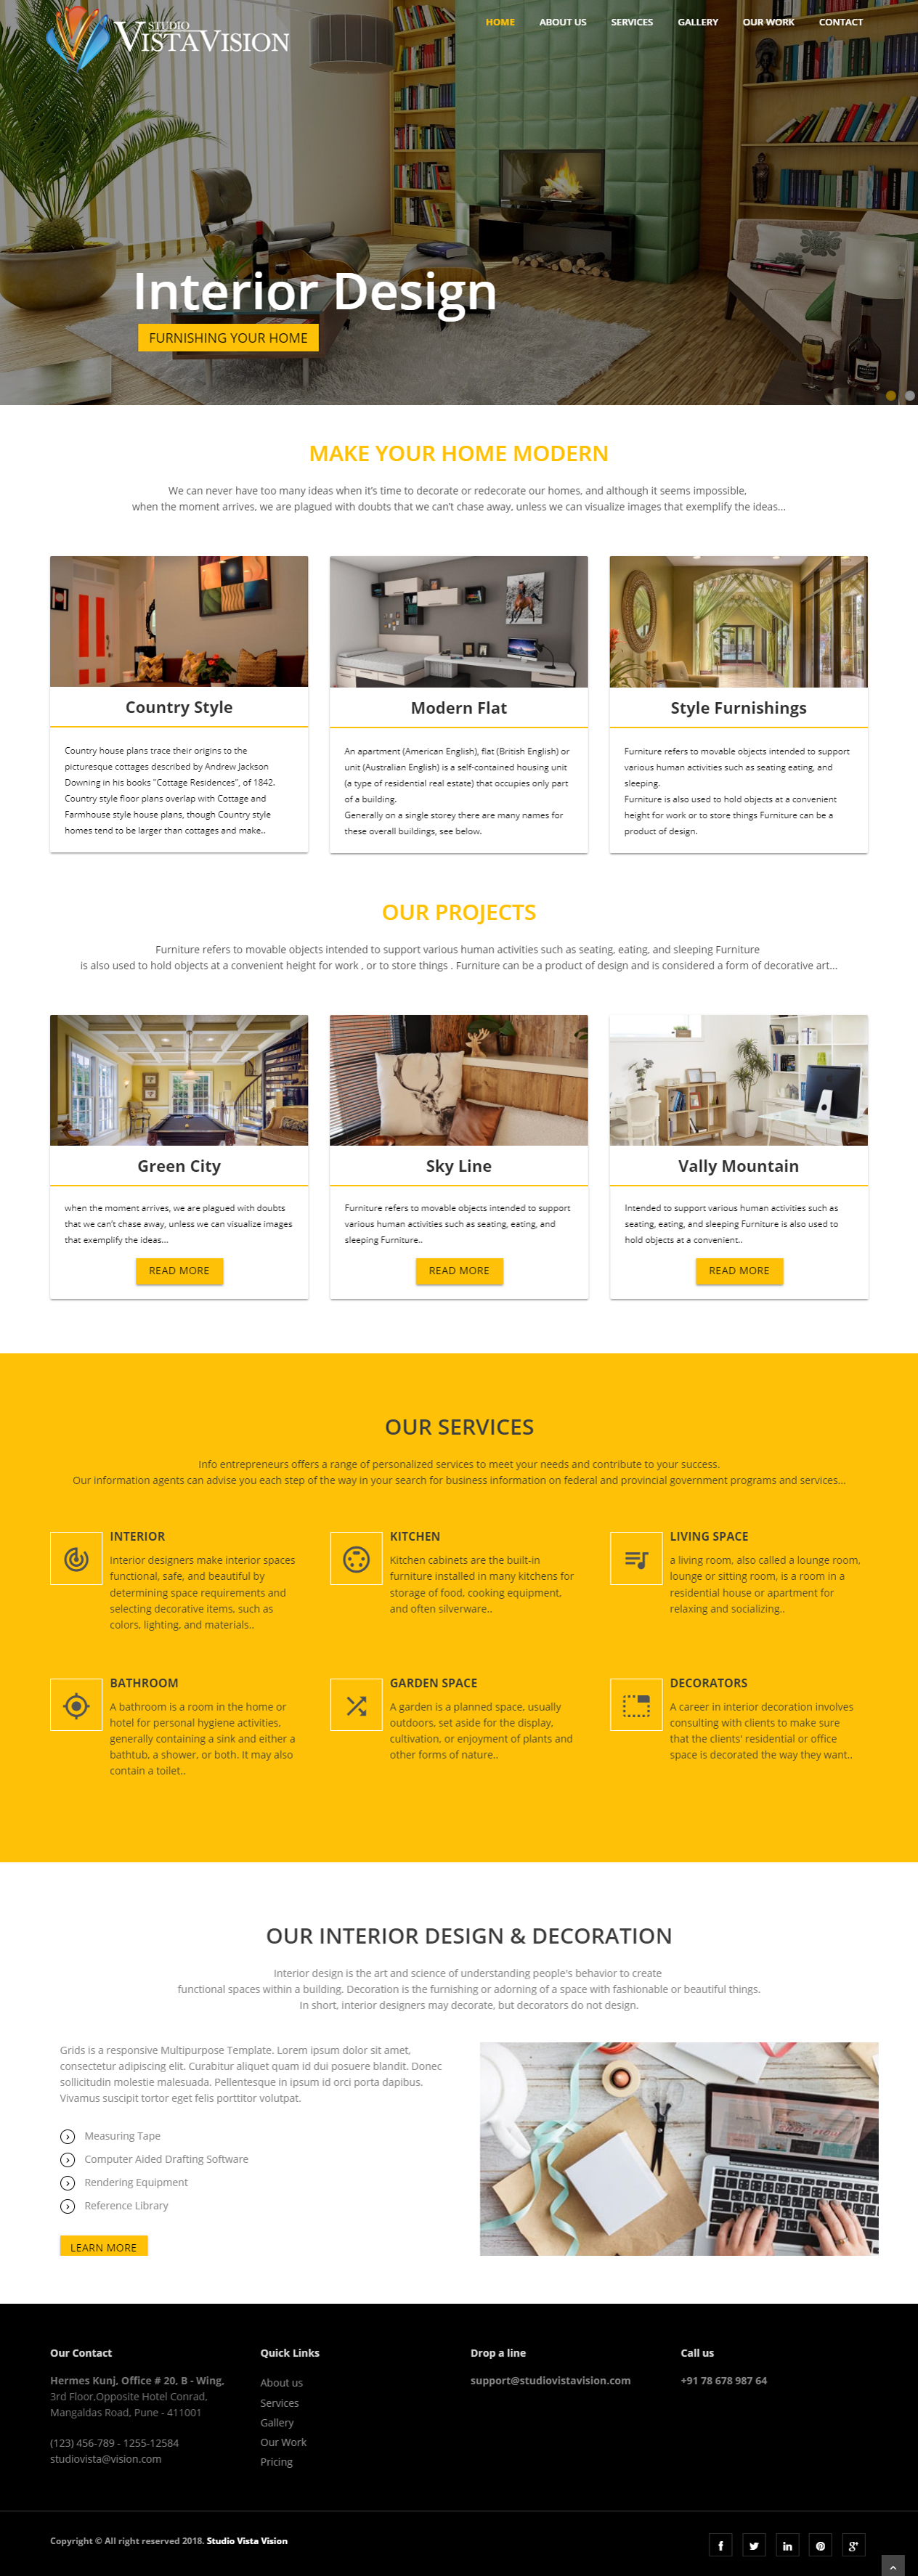 STUDIO
VISTAVISION
HOME ABOUT US SERVICES GALLERY OUR WORK CONTACT
Interior Design
FURNISHING YOUR HOME
MAKE YOUR HOME MODERN
We can never have too many ideas when it's time to decorate or redecorate our homes, and although it seems impossible,
when the moment arrives, we are plagued with doubts that we can't chase away, unless we can visualize images that exemplify the ideas...
Country Style
Country house plans trace their origins to the
picturesque cottages described by Andrew Jackson
Downing in his books "Cottage Residences", of 1842.
Country style floor plans overlap with Cottage and
Farmhouse style house plans, though Country style
homes tend to be larger than cottages and make..
Modern Flat
An apartment (American English), flat (British English) or
unit (Australian English) is a self-contained housing unit
(a type of residential real estate) that occupies only part
of a building.
Generally on a single storey there are many names for
these overall buildings, see below.
Style Furnishings
Furniture refers to movable objects intended to support
various human activities such as seating eating, and
sleeping.
Furniture is also used to hold objects at a convenient
height for work or to store things Furniture can be a
product of design.
OUR PROJECTS
Furniture refers to movable objects intended to support various human activities such as seating, eating, and sleeping Furniture
is also used to hold objects at a convenient height for work , or to store things . Furniture can be a product of design and is considered a form of decorative art...
Green City
when the moment arrives, we are plagued with doubts
that we can't chase away, unless we can visualize images
that exemplify the ideas...
READ MORE
Sky Line
Furniture refers to movable objects intended to support
various human activities such as seating, eating, and
sleeping Furniture..
READ MORE
Vally Mountain
Intended to support various human activities such as
seating, eating, and sleeping Furniture is also used to
hold objects at a convenient..
READ MORE
OUR SERVICES
Info entrepreneurs offers a range of personalized services to meet your needs and contribute to your success.
Our information agents can advise you each step of the way in your search for business information on federal and provincial government programs and services...
INTERIOR
Interior designers make interior spaces
functional, safe, and beautiful by
determining space requirements and
selecting decorative items, such as
colors, lighting, and materials..
KITCHEN
Kitchen cabinets are the built-in
furniture installed in many kitchens for
storage of food, cooking equipment,
and often silverware..
LIVING SPACE
a living room, also called a lounge room,
lounge or sitting room, is a room in a
residential house or apartment for
relaxing and socializing..
BATHROOM
A bathroom is a room in the home or
hotel for personal hygiene activities,
generally containing a sink and either a
bathtub, a shower, or both. It may also
contain a toilet..
GARDEN SPACE
A garden is a planned space, usually
outdoors, set aside for the display,
cultivation, or enjoyment of plants and
other forms of nature..
DECORATORS
A career in interior decoration involves
consulting with clients to make sure
that the clients' residential or office
space is decorated the way they want..
OUR INTERIOR DESIGN & DECORATION
Interior design is the art and science of understanding people's behavior to create
functional spaces within a building. Decoration is the furnishing or adorning of a space with fashionable or beautiful things.
In short, interior designers may decorate, but decorators do not design.
Grids is a responsive Multipurpose Template. Lorem ipsum dolor sit amet,
consectetur adipiscing elit. Curabitur aliquet quam id dui posuere blandit. Donec
sollicitudin molestie malesuada. Pellentesque in ipsum id orci porta dapibus.
Vivamus suscipit tortor eget felis porttitor volutpat.
Measuring Tape
Computer Aided Drafting Software
Rendering Equipment
Reference Library
LEARN MORE
Our Contact
Hermes Kunj, Office # 20, B - Wing,
3rd Floor,Opposite Hotel Conrad,
Mangaldas Road, Pune - 411001
(123) 456-789 - 1255-12584
studiovista@vision.com
Quick Links
About us
Services
Gallery
Our Work
Pricing
Drop a line
support@studiovistavision.com
Call us
+91 78 678 987 64
Copyright © All right reserved 2018. Studio Vista Vision